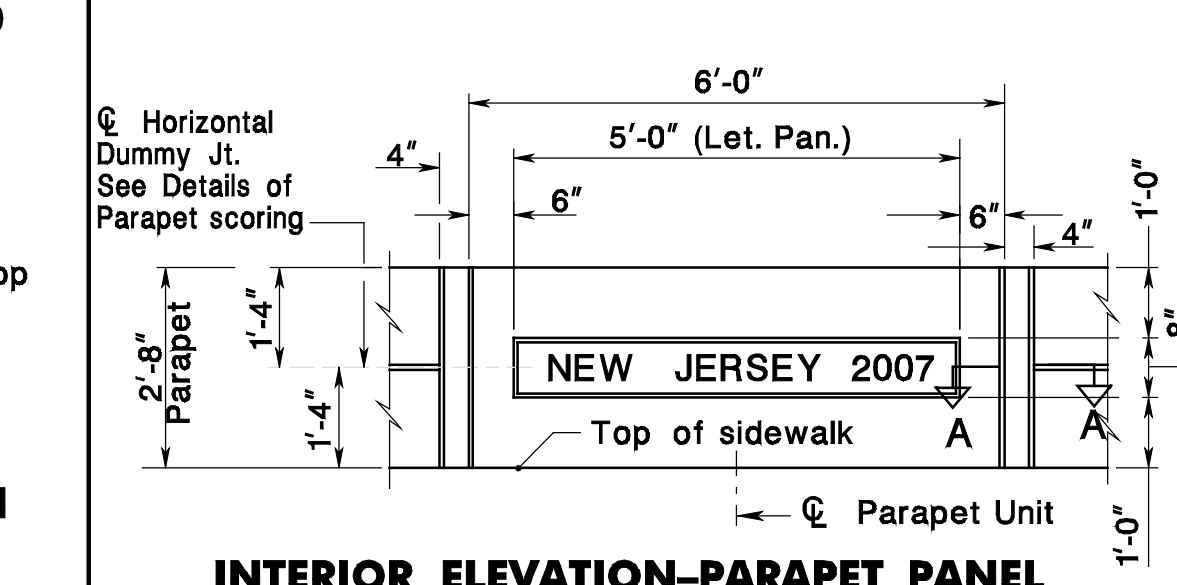 6'-0"
5'-0" (Let. Pan.)
℄ Horizontal
Dummy Jt.
See Details of
Parapet scoring
4"
6"
6"
4"
1'-0"
1'-4"
2'-8"
Parapet
1'-4"
8"
NEW JERSEY 2007
A
A
Top of sidewalk
℄ Parapet Unit
1'-0"
INTERIOR ELEVATION–PARAPET PANEL